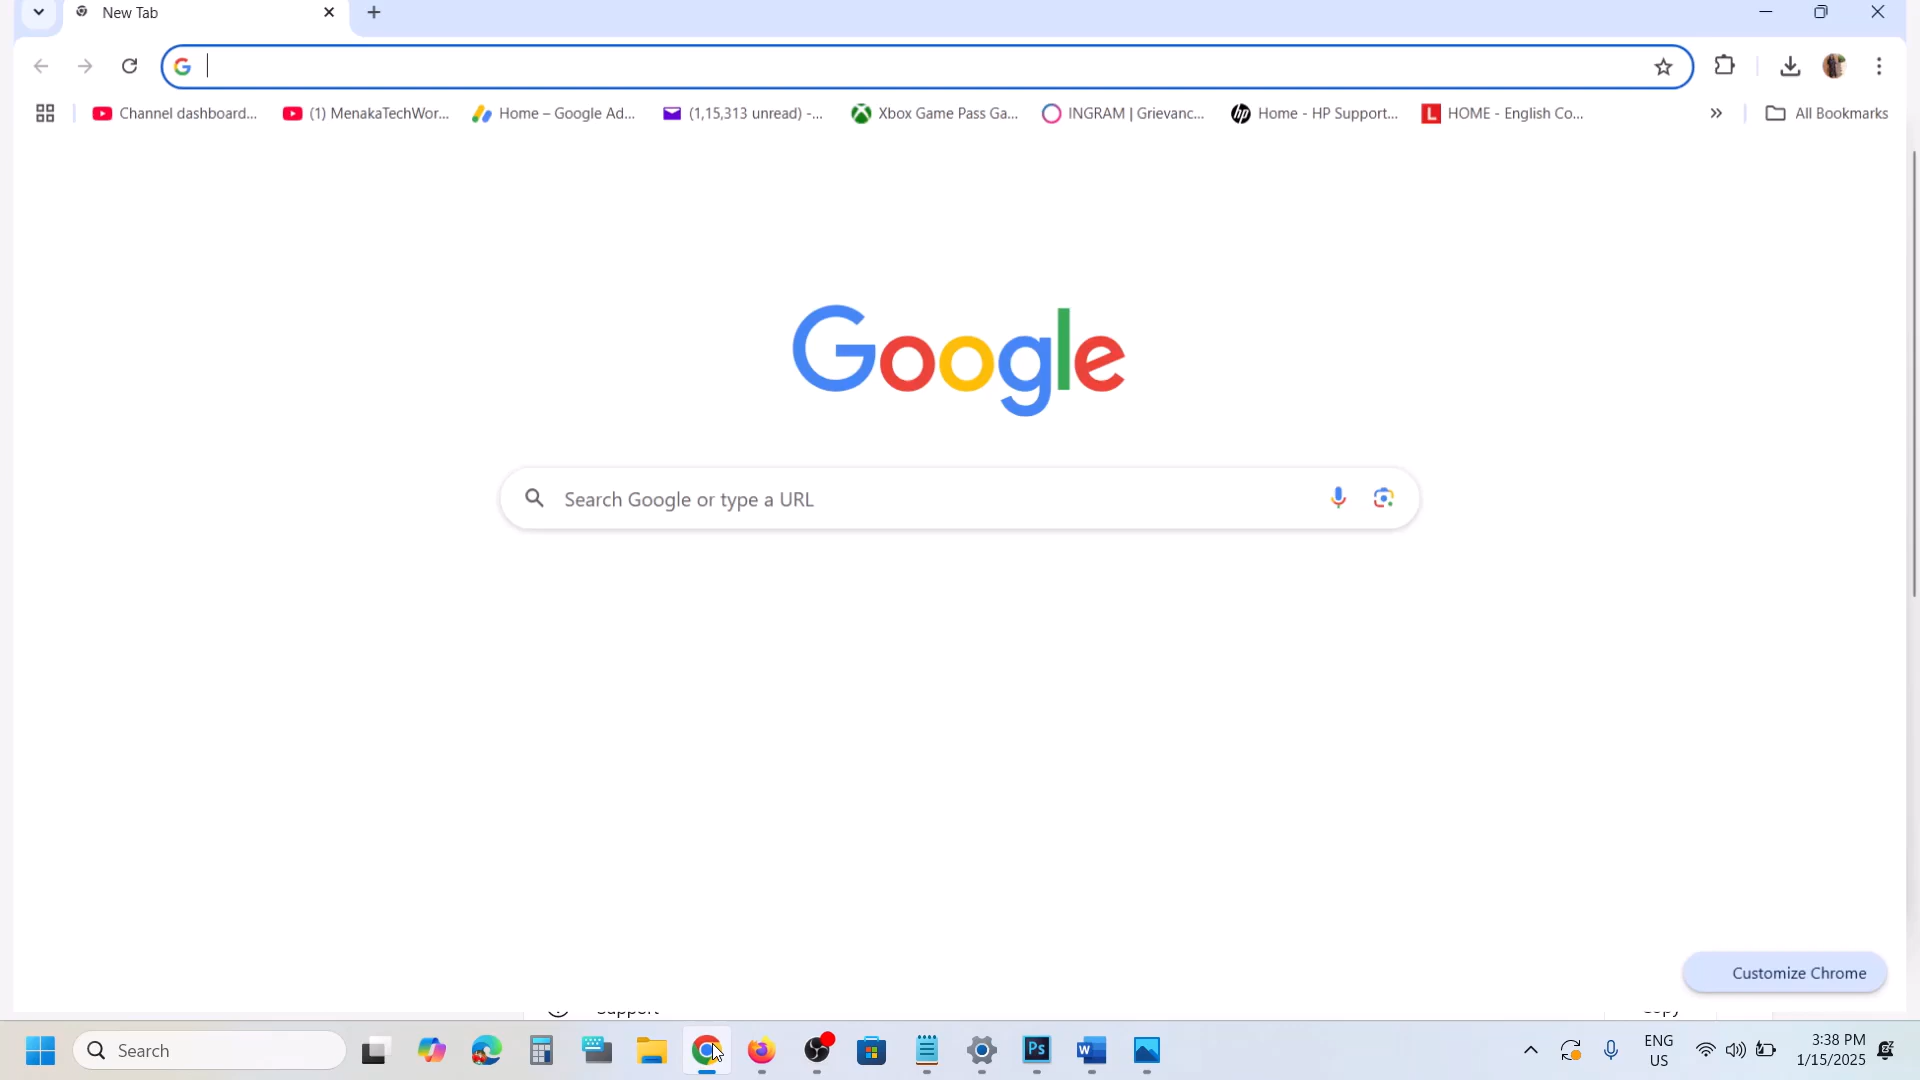 New Tab
Channel dashboard...
(1) MenakaTechWor...
Home – Google Ad...
(1,15,313 unread) -...
Xbox Game Pass Ga...
INGRAM | Grievanc...
Home - HP Support...
HOME - English Co...
All Bookmarks
Google
Search Google or type a URL
Customize Chrome
Support
Copy
Search
ENG
US
3:38 PM
1/15/2025